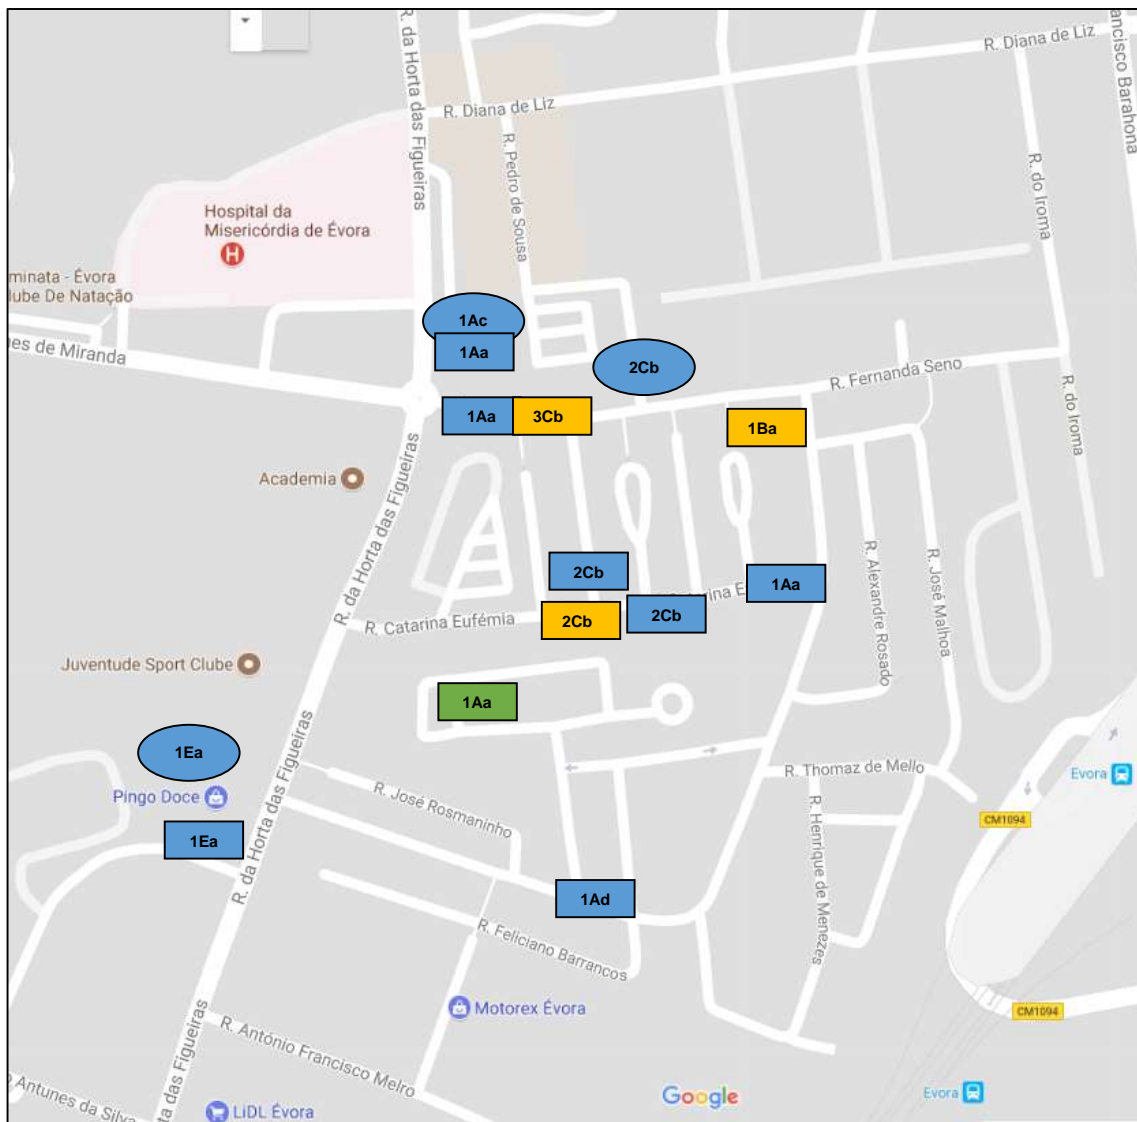 R. da Horta das Figueiras
R. Diana de Liz
R. Diana de Liz
ancisco Barahona
R. Pedro de Sousa
R. do Iroma
Hospital da
Misericórdia de Évora
H
minata - Évora
lube De Natação
1Ac
1Aa
2Cb
nes de Miranda
R. Fernanda Seno
R. do Iroma
1Aa
3Cb
1Ba
Academia
R. da Horta das Figueiras
2Cb
1Aa
R. Catarina Eufémia
2Cb
2Cb
arina E
R. Alexandre Rosado
R. José Malhoa
Juventude Sport Clube
1Aa
1Ea
R. da Horta das Figueiras
Pingo Doce
R. José Rosmaninho
R. Thomaz de Mello
Evora
CM1094
1Ea
R. Henrique de Menezes
1Ad
R. Feliciano Barrancos
Motorex Évora
CM1094
R. António Francisco Melro
ta das Figueiras
Antunes da Silva
LiDL Évora
Google
Evora